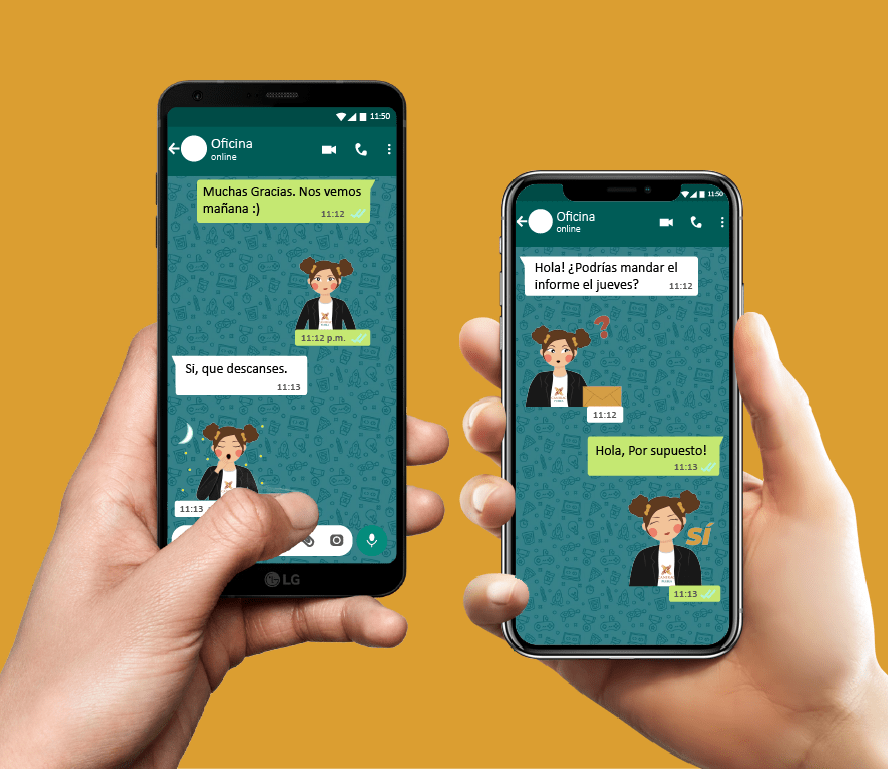 11:50
Oficina
online
Muchas Gracias. Nos vemos
mañana :)
11:12
11:12 p.m.
Si, que descanses.
11:13
11:13
LG
11:50
Oficina
online
Hola! ¿Podrías mandar el
informe el jueves?
11:12
?
11:12
Hola, Por supuesto!
11:13
sí
11:13